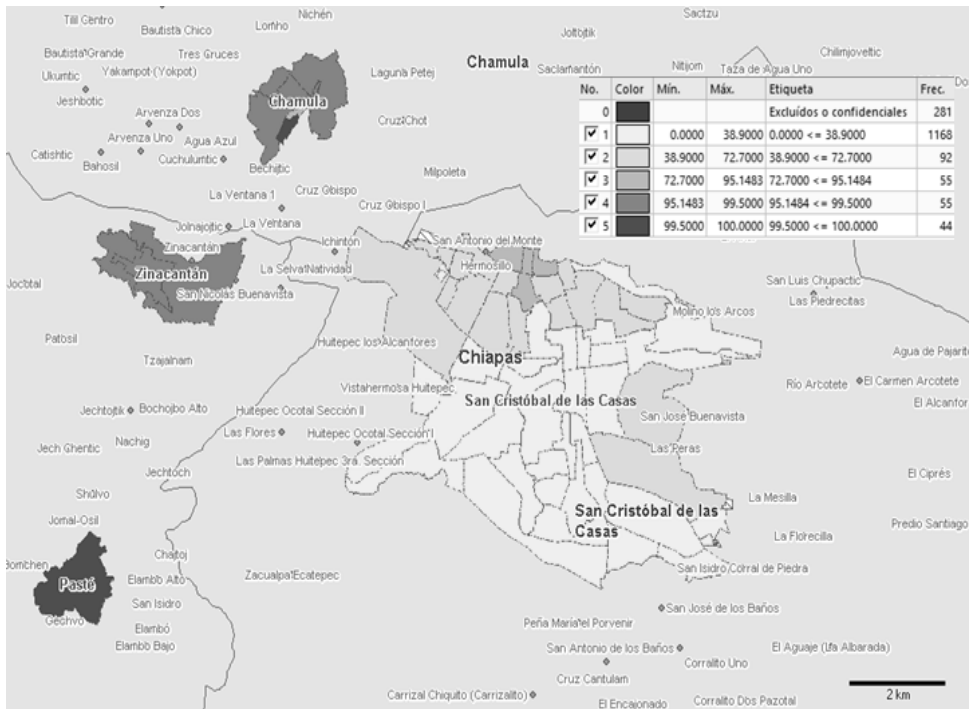 Tilil Centro
Bautista Chico
Lomho
Nichén
Sactzu
Bautista Grande
Tres Cruces
Joltojtik
Chilimjoveltic
Ukumtic
Yakampot (Yokpot)
Laguna Petej
Chamula
Saclamantón
Nitijom
Taza de Agua Uno
Jeshbotic
Arvenza Dos
Chamula
Cruz Chot
Arvenza Uno
Agua Azul
Catishtic
Bahosil
Cuchulumtic
Bechijtic
Milpoleta
No. Color Mín. Máx. Etiqueta Frec.
0 Excluídos o confidenciales 281
1 0.0000 38.9000 0.0000 <= 38.9000 1168
2 38.9000 72.7000 38.9000 <= 72.7000 92
3 72.7000 95.1483 72.7000 <= 95.1484 55
4 95.1483 99.5000 95.1484 <= 99.5000 55
5 99.5000 100.0000 99.5000 <= 100.0000 44
La Ventana 1
Cruz Obispo
Cruz Obispo I
Jolnajojtic
La Ventana
Zinacantán
Ichintón
San Antonio del Monte
Zinacantán
La Selva Natividad
Hermosillo
San Luis Chupactic
San Nicolás Buenavista
Las Piedrecitas
Molino los Arcos
Patosil
Huitepec los Alcanfores
Tzajalnam
Chiapas
Agua de Pajarito
Vistahermosa Huitepec
Río Arcotete
El Carmen Arcotete
Jechtojtik
Bochojbo Alto
Huitepec Ocotal Sección II
San Cristóbal de las Casas
El Alcanfor
San José Buenavista
Jech Chentic
Nachig
Las Flores
Huitepec Ocotal Sección I
Las Peras
Jechtoch
Las Palmas Huitepec 3ra. Sección
El Ciprés
Shulvo
La Mesilla
San Cristóbal de las
Casas
Jomal-Osil
La Florecilla
Predio Santiago
Chajtoj
Pasté
Elambo Alto
Zacualpa Ecatepec
San Isidro Corral de Piedra
San Isidro
San José de los Baños
Elambó
Peña María el Porvenir
Elambo Bajo
San Antonio de los Baños
El Aguaje (La Albarrada)
Corralito Uno
Cruz Cantulam
Carrizal Chiquito (Carrizalito)
El Encajonado
Corralito Dos Pazotal
2 km